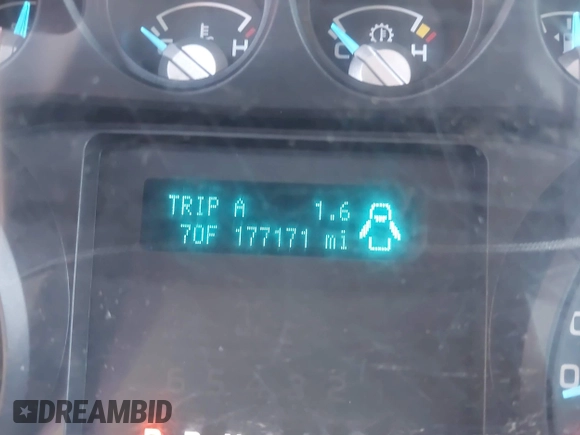 H
C
H
TRIP A 1.6
70F 177171 mi
DREAMBID